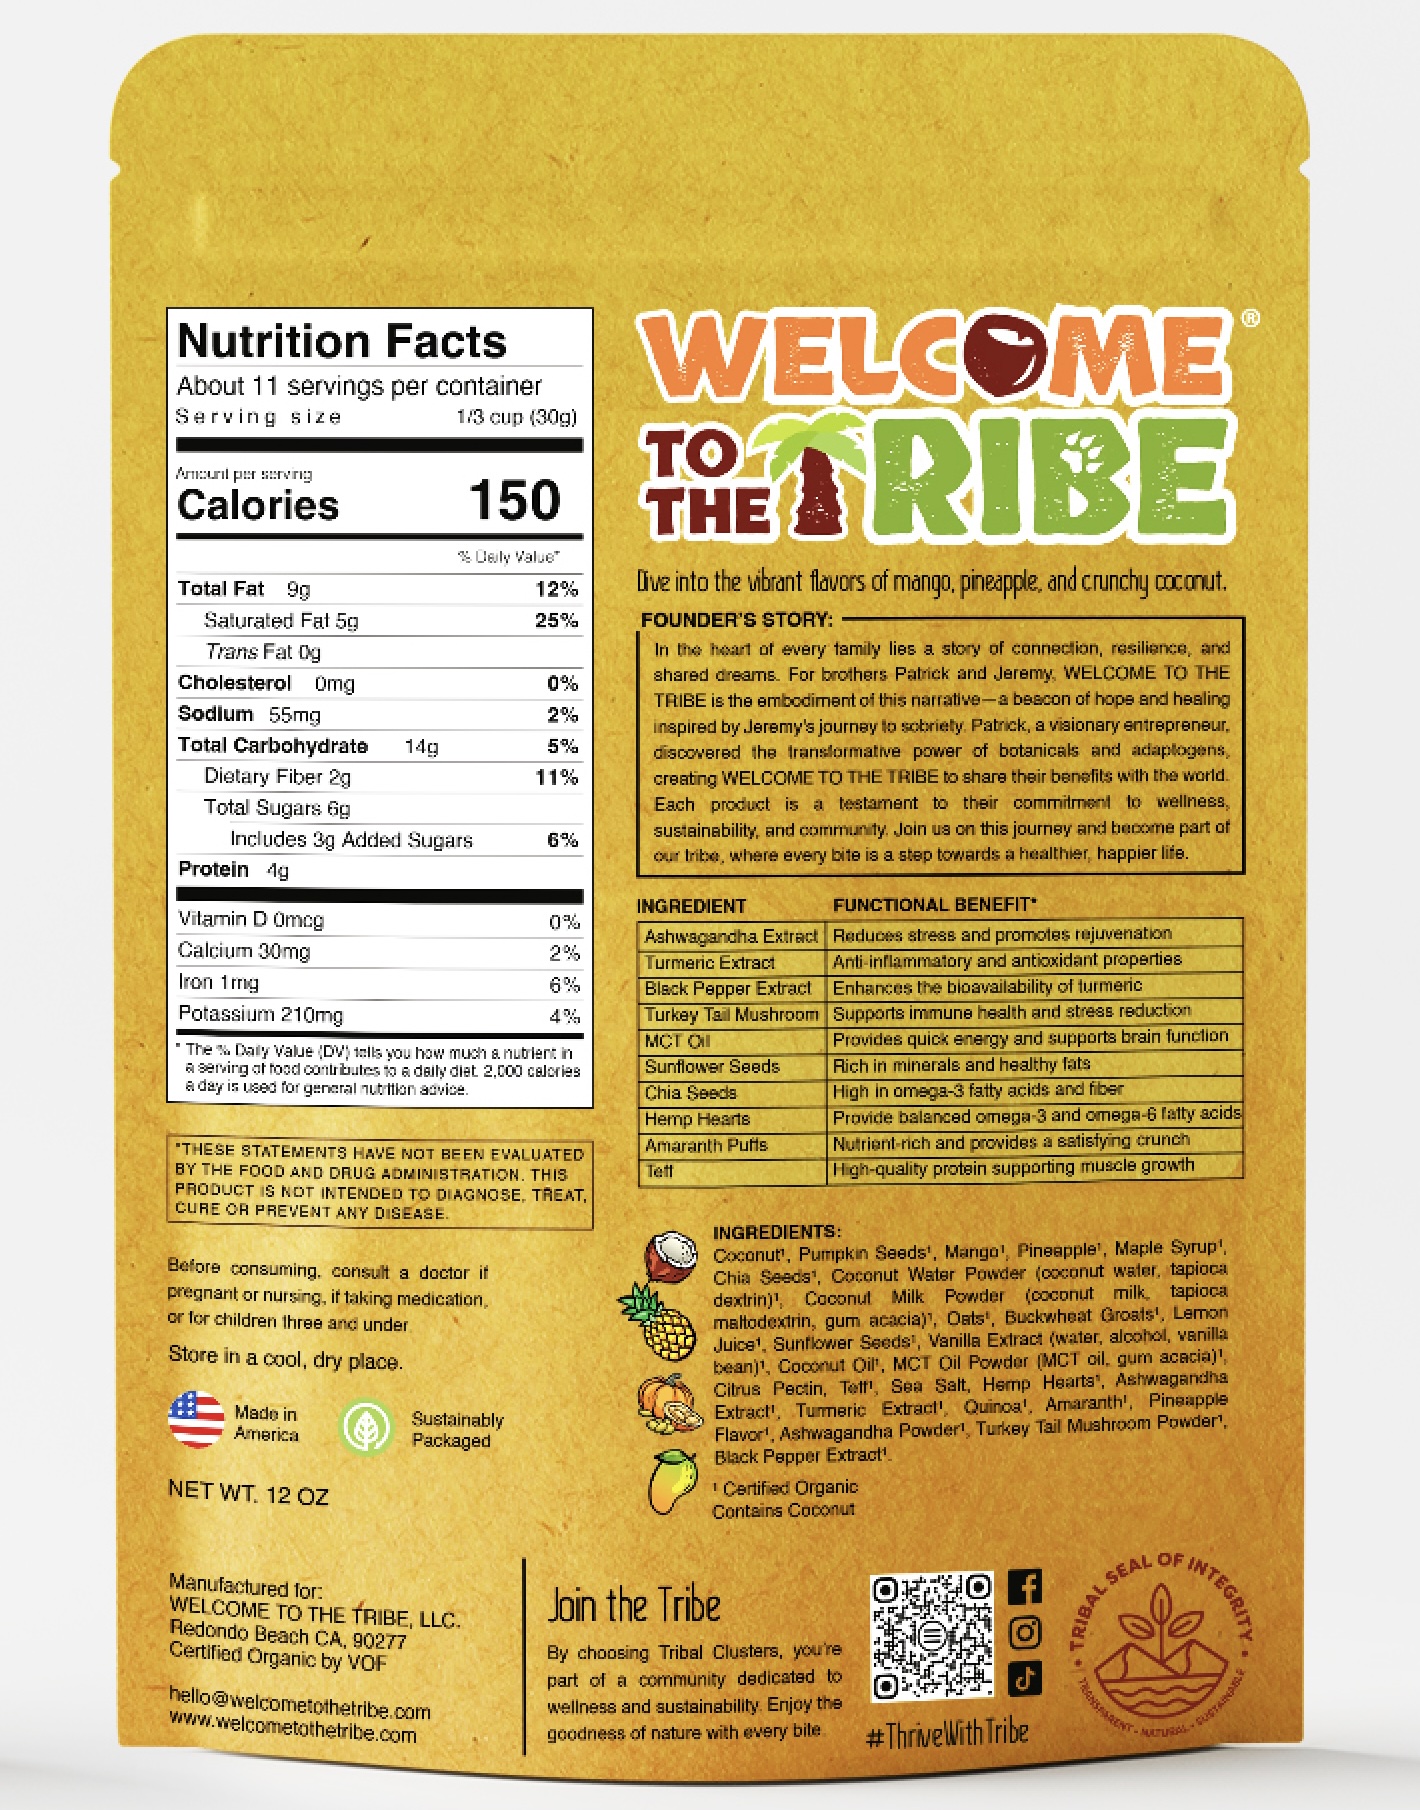 Nutrition Facts
About 11 servings per container
Serving size 1/3 cup (30g)
Amount per serving
Calories 150
% Daily Value*
Total Fat 9g 12%
Saturated Fat 5g 25%
Trans Fat 0g
Cholesterol 0mg 0%
Sodium 55mg 2%
Total Carbohydrate 14g 5%
Dietary Fiber 2g 11%
Total Sugars 6g
Includes 3g Added Sugars 6%
Protein 4g
Vitamin D 0mcg 0%
Calcium 30mg 2%
Iron 1mg 6%
Potassium 210mg 4%
* The % Daily Value (DV) tells you how much a nutrient in
a serving of food contributes to a daily diet. 2,000 calories
a day is used for general nutrition advice.
*THESE STATEMENTS HAVE NOT BEEN EVALUATED
BY THE FOOD AND DRUG ADMINISTRATION. THIS
PRODUCT IS NOT INTENDED TO DIAGNOSE, TREAT,
CURE OR PREVENT ANY DISEASE.
Before consuming, consult a doctor if
pregnant or nursing, if taking medication,
or for children three and under
Store in a cool, dry place.
Made in
America
Sustainably
Packaged
NET WT. 12 OZ
Manufactured for:
WELCOME TO THE TRIBE, LLC.
Redondo Beach CA, 90277
Certified Organic by VOF
hello@welcometothetribe.com
www.welcometothetribe.com
WELCOME ®
TO THE TRIBE
Dive into the vibrant flavors of mango, pineapple, and crunchy coconut.
FOUNDER'S STORY:
In the heart of every family lies a story of connection, resilience, and
shared dreams. For brothers Patrick and Jeremy, WELCOME TO THE
TRIBE is the embodiment of this narrative—a beacon of hope and healing
inspired by Jeremy's journey to sobriety. Patrick, a visionary entrepreneur,
discovered the transformative power of botanicals and adaptogens,
creating WELCOME TO THE TRIBE to share their benefits with the world.
Each product is a testament to their commitment to wellness,
sustainability, and community. Join us on this journey and become part of
our tribe, where every bite is a step towards a healthier, happier life.
INGREDIENT FUNCTIONAL BENEFIT*
Ashwagandha Extract Reduces stress and promotes rejuvenation
Turmeric Extract Anti-inflammatory and antioxidant properties
Black Pepper Extract Enhances the bioavailability of turmeric
Turkey Tail Mushroom Supports immune health and stress reduction
MCT Oil Provides quick energy and supports brain function
Sunflower Seeds Rich in minerals and healthy fats
Chia Seeds High in omega-3 fatty acids and fiber
Hemp Hearts Provide balanced omega-3 and omega-6 fatty acids
Amaranth Puffs Nutrient-rich and provides a satisfying crunch
Teff High-quality protein supporting muscle growth
INGREDIENTS:
Coconut¹, Pumpkin Seeds¹, Mango¹, Pineapple¹, Maple Syrup¹,
Chia Seeds¹, Coconut Water Powder (coconut water, tapioca
dextrin)¹, Coconut Milk Powder (coconut milk, tapioca
maltodextrin, gum acacia)¹, Oats¹, Buckwheat Groats¹, Lemon
Juice¹, Sunflower Seeds¹, Vanilla Extract (water, alcohol, vanilla
bean)¹, Coconut Oil¹, MCT Oil Powder (MCT oil, gum acacia)¹,
Citrus Pectin, Teff¹, Sea Salt, Hemp Hearts¹, Ashwagandha
Extract¹, Turmeric Extract¹, Quinoa¹, Amaranth¹, Pineapple
Flavor¹, Ashwagandha Powder¹, Turkey Tail Mushroom Powder¹,
Black Pepper Extract¹.
¹ Certified Organic
Contains Coconut
Join the Tribe
By choosing Tribal Clusters, you're
part of a community dedicated to
wellness and sustainability. Enjoy the
goodness of nature with every bite.
#ThriveWithTribe
• TRIBAL SEAL OF INTEGRITY •
TRANSPARENT • NATURAL • SUSTAINABLE